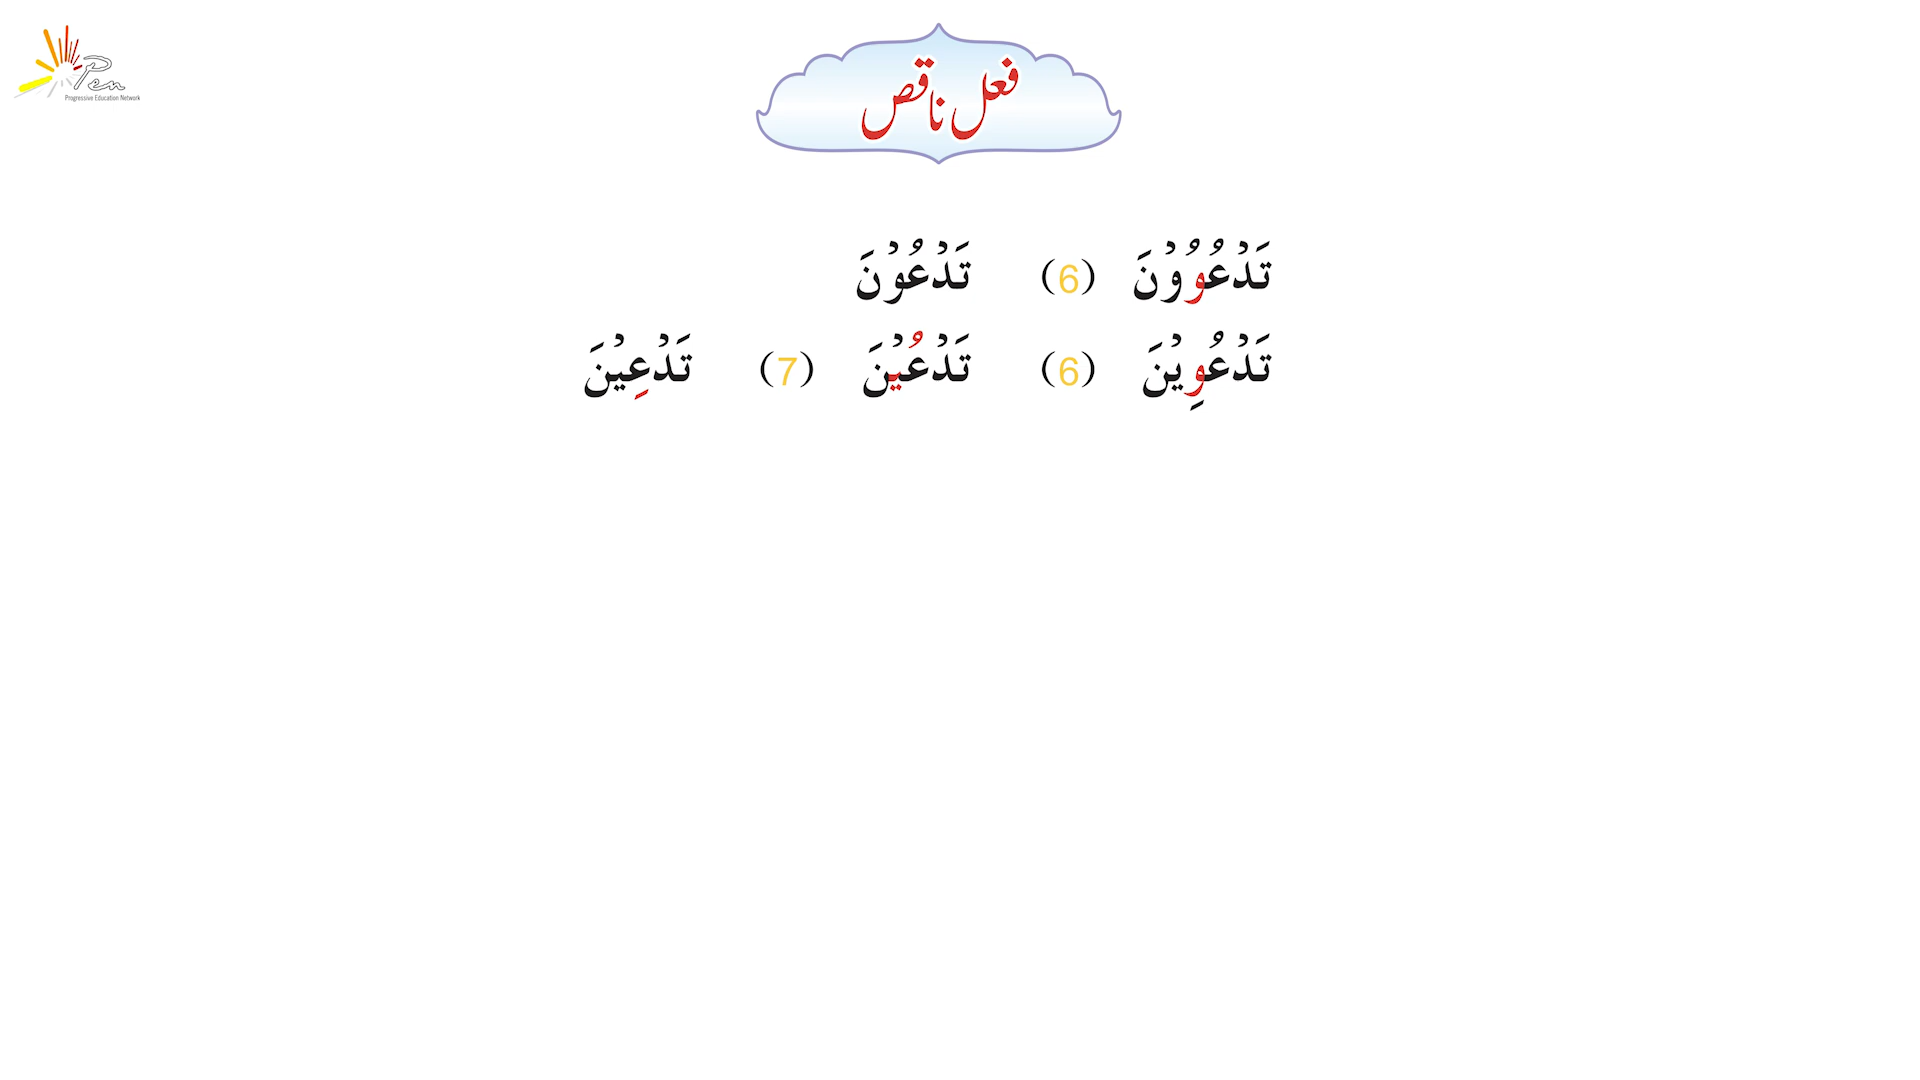 Pen
Progressive Education Network
فعل ناقص
تَدْعُوُوْنَ (6) تَدْعُوْنَ
تَدْعُوِيْنَ (6) تَدْعُيْنَ (7) تَدْعِيْنَ